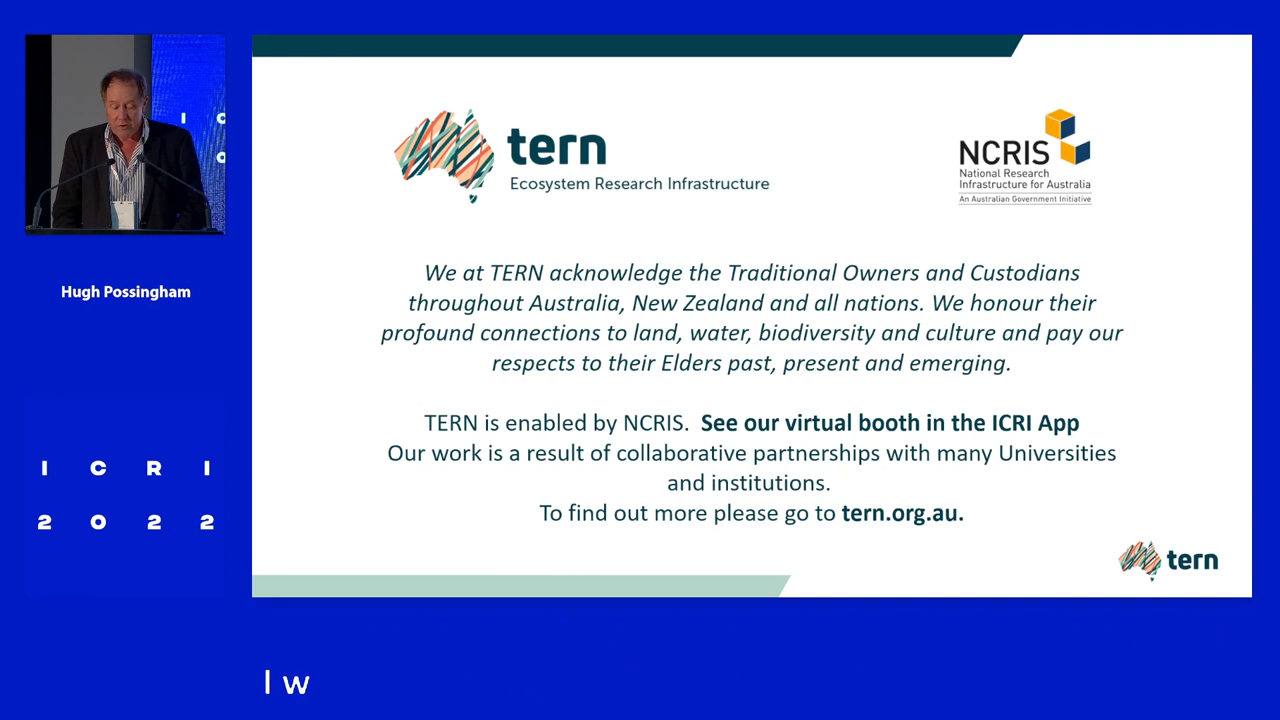 I C
O
Hugh Possingham
I C R I
2 0 2 2
tern
Ecosystem Research Infrastructure
NCRIS
National Research
Infrastructure for Australia
An Australian Government Initiative
We at TERN acknowledge the Traditional Owners and Custodians
throughout Australia, New Zealand and all nations. We honour their
profound connections to land, water, biodiversity and culture and pay our
respects to their Elders past, present and emerging.
TERN is enabled by NCRIS. See our virtual booth in the ICRI App
Our work is a result of collaborative partnerships with many Universities
and institutions.
To find out more please go to tern.org.au.
tern
I w